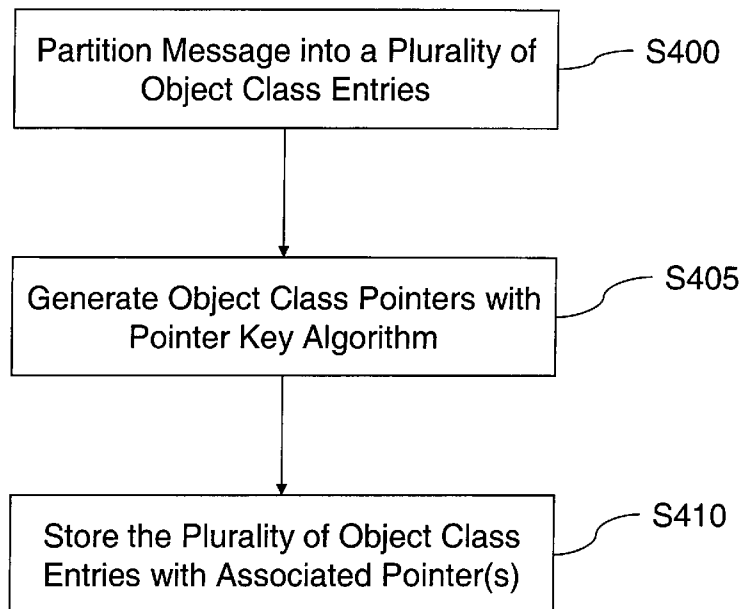 Partition Message into a Plurality of
Object Class Entries
S400
Generate Object Class Pointers with
Pointer Key Algorithm
S405
Store the Plurality of Object Class
Entries with Associated Pointer(s)
S410